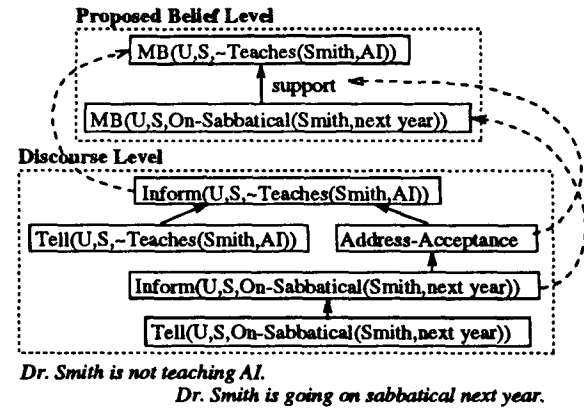 Proposed Belief Level
MB(U,S,~Teaches(Smith,AI))
support
MB(U,S,On-Sabbatical(Smith,next year))
Discourse Level
Inform(U,S,~Teaches(Smith,AI))
Tell(U,S,~Teaches(Smith,AI))
Address-Acceptance
Inform(U,S,On-Sabbatical(Smith,next year))
Tell(U,S,On-Sabbatical(Smith,next year))
Dr. Smith is not teaching AI.
Dr. Smith is going on sabbatical next year.